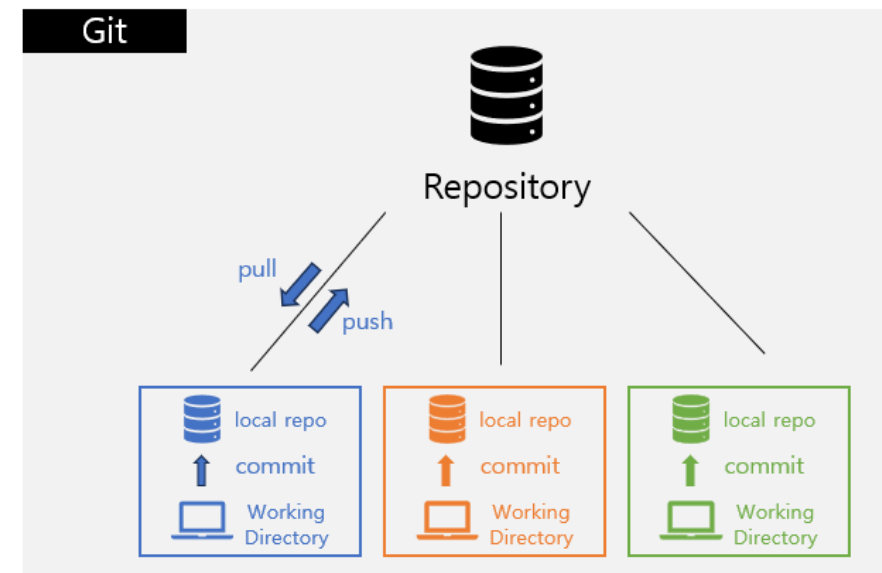 Git
Repository
pull
push
local repo
commit
Working
Directory
local repo
commit
Working
Directory
local repo
commit
Working
Directory